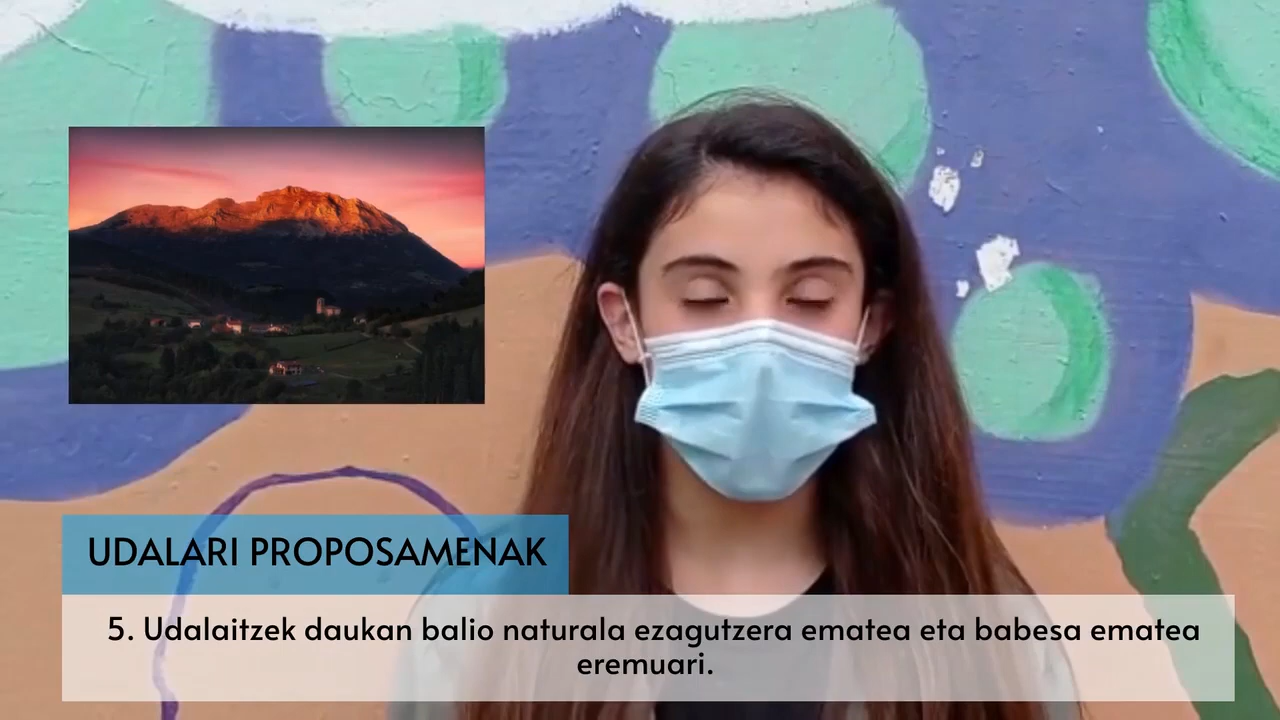 UDALARI PROPOSAMENAK
5. Udalaitzek daukan balio naturala ezagutzera ematea eta babesa ematea
eremuari.